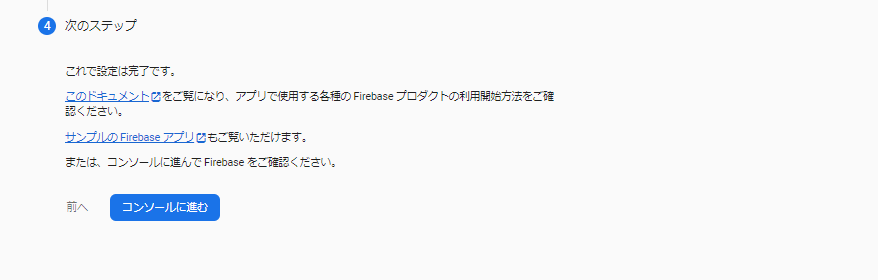 4 次のステップ
これで設定は完了です。
このドキュメントをご覧になり、アプリで使用する各種の Firebase プロダクトの利用開始方法をご確
認ください。
サンプルの Firebase アプリもご覧いただけます。
または、コンソールに進んで Firebase をご確認ください。
前へ コンソールに進む